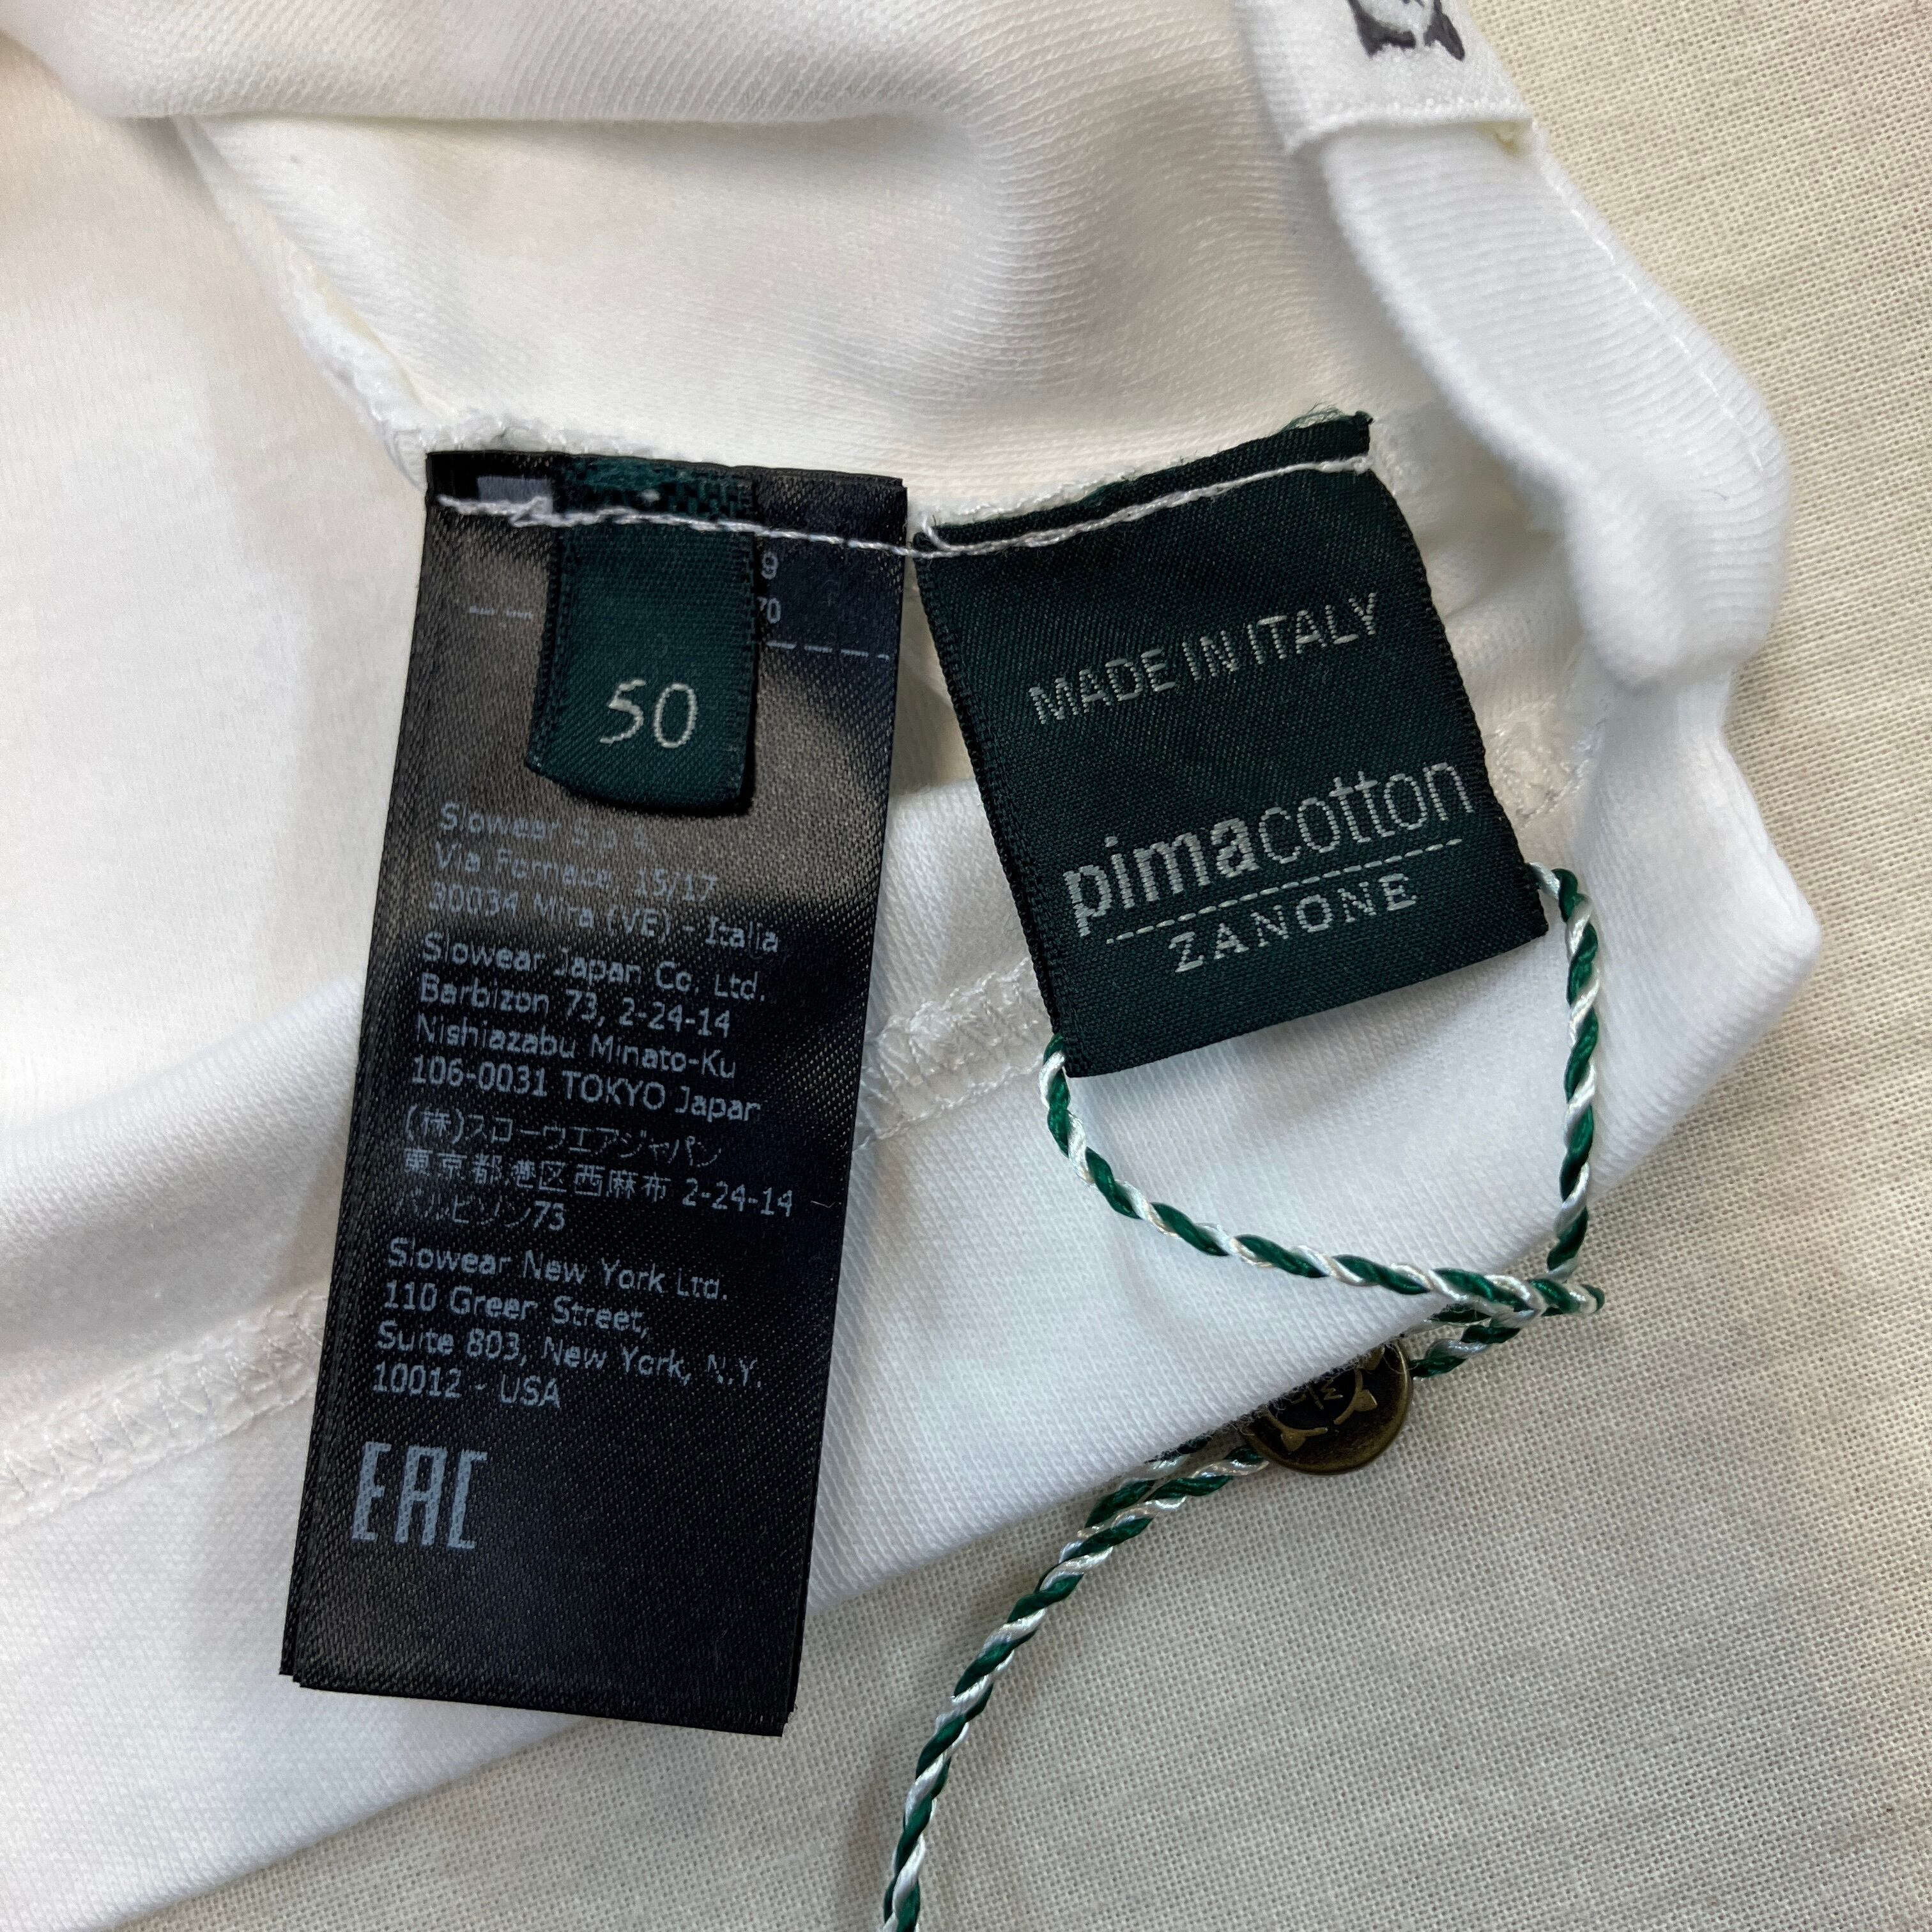 9
70
50
Slowear S.p.A.
Via Fornace, 15/17
30034 Mira (VE) - Italia
Slowear Japan Co. Ltd.
Barbizon 73, 2-24-14
Nishiazabu Minato-Ku
106-0031 TOKYO Japan
(株)スローウエアジャパン
東京都港区西麻布 2-24-14
バルビゾン73
Slowear New York Ltd.
110 Green Street,
Suite 803, New York, N.Y.
10012 - USA
EAC
MADE IN ITALY
pimacotton
ZANONE